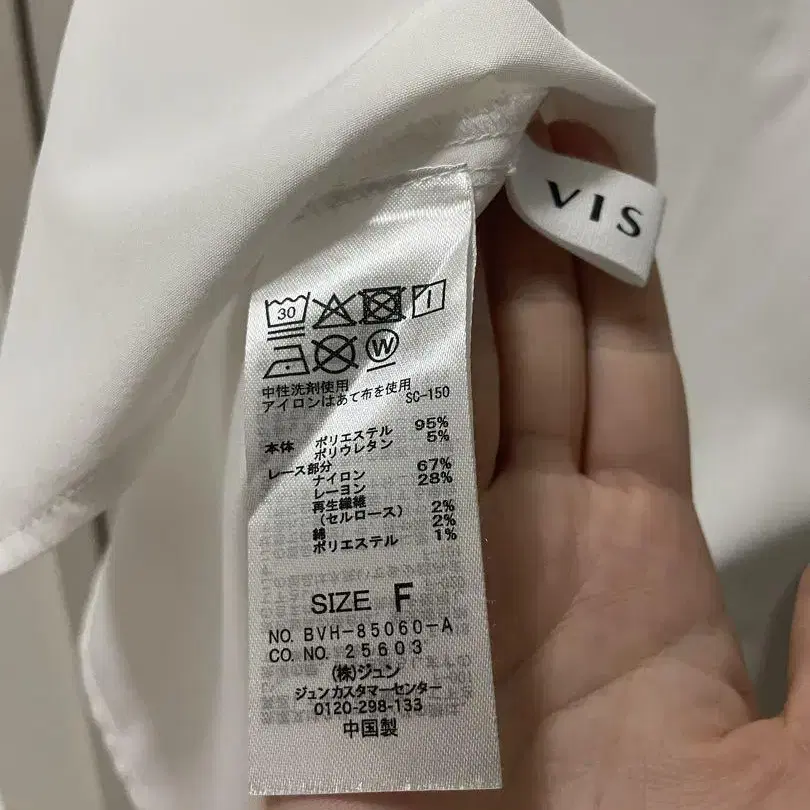 VIS
30
W
中性洗剤使用
アイロンはあて布を使用 SC-150
本体 ポリエステル 95%
ポリウレタン 5%
レース部分
ナイロン 67%
レーヨン 28%
再生繊維
(セルロース) 2%
綿 2%
ポリエステル 1%
SIZE F
NO. BVH-85060-A
CO. NO. 25603
(株)ジュン
ジュンカスタマーセンター
0120-298-133
中国製